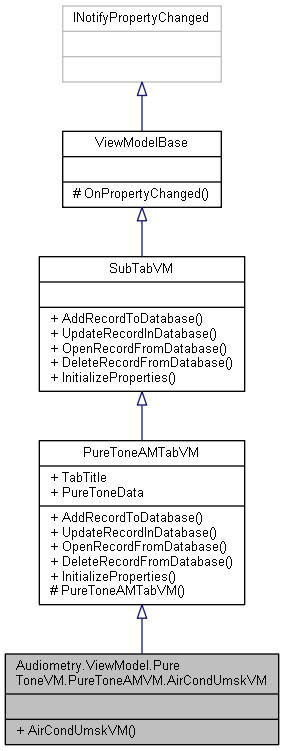 INotifyPropertyChanged
ViewModelBase
# OnPropertyChanged()
SubTabVM
+ AddRecordToDatabase()
+ UpdateRecordInDatabase()
+ OpenRecordFromDatabase()
+ DeleteRecordFromDatabase()
+ InitializeProperties()
PureToneAMTabVM
+ TabTitle
+ PureToneData
+ AddRecordToDatabase()
+ UpdateRecordInDatabase()
+ OpenRecordFromDatabase()
+ DeleteRecordFromDatabase()
+ InitializeProperties()
# PureToneAMTabVM()
Audiometry.ViewModel.Pure
ToneVM.PureToneAMVM.AirCondUmskVM
+ AirCondUmskVM()